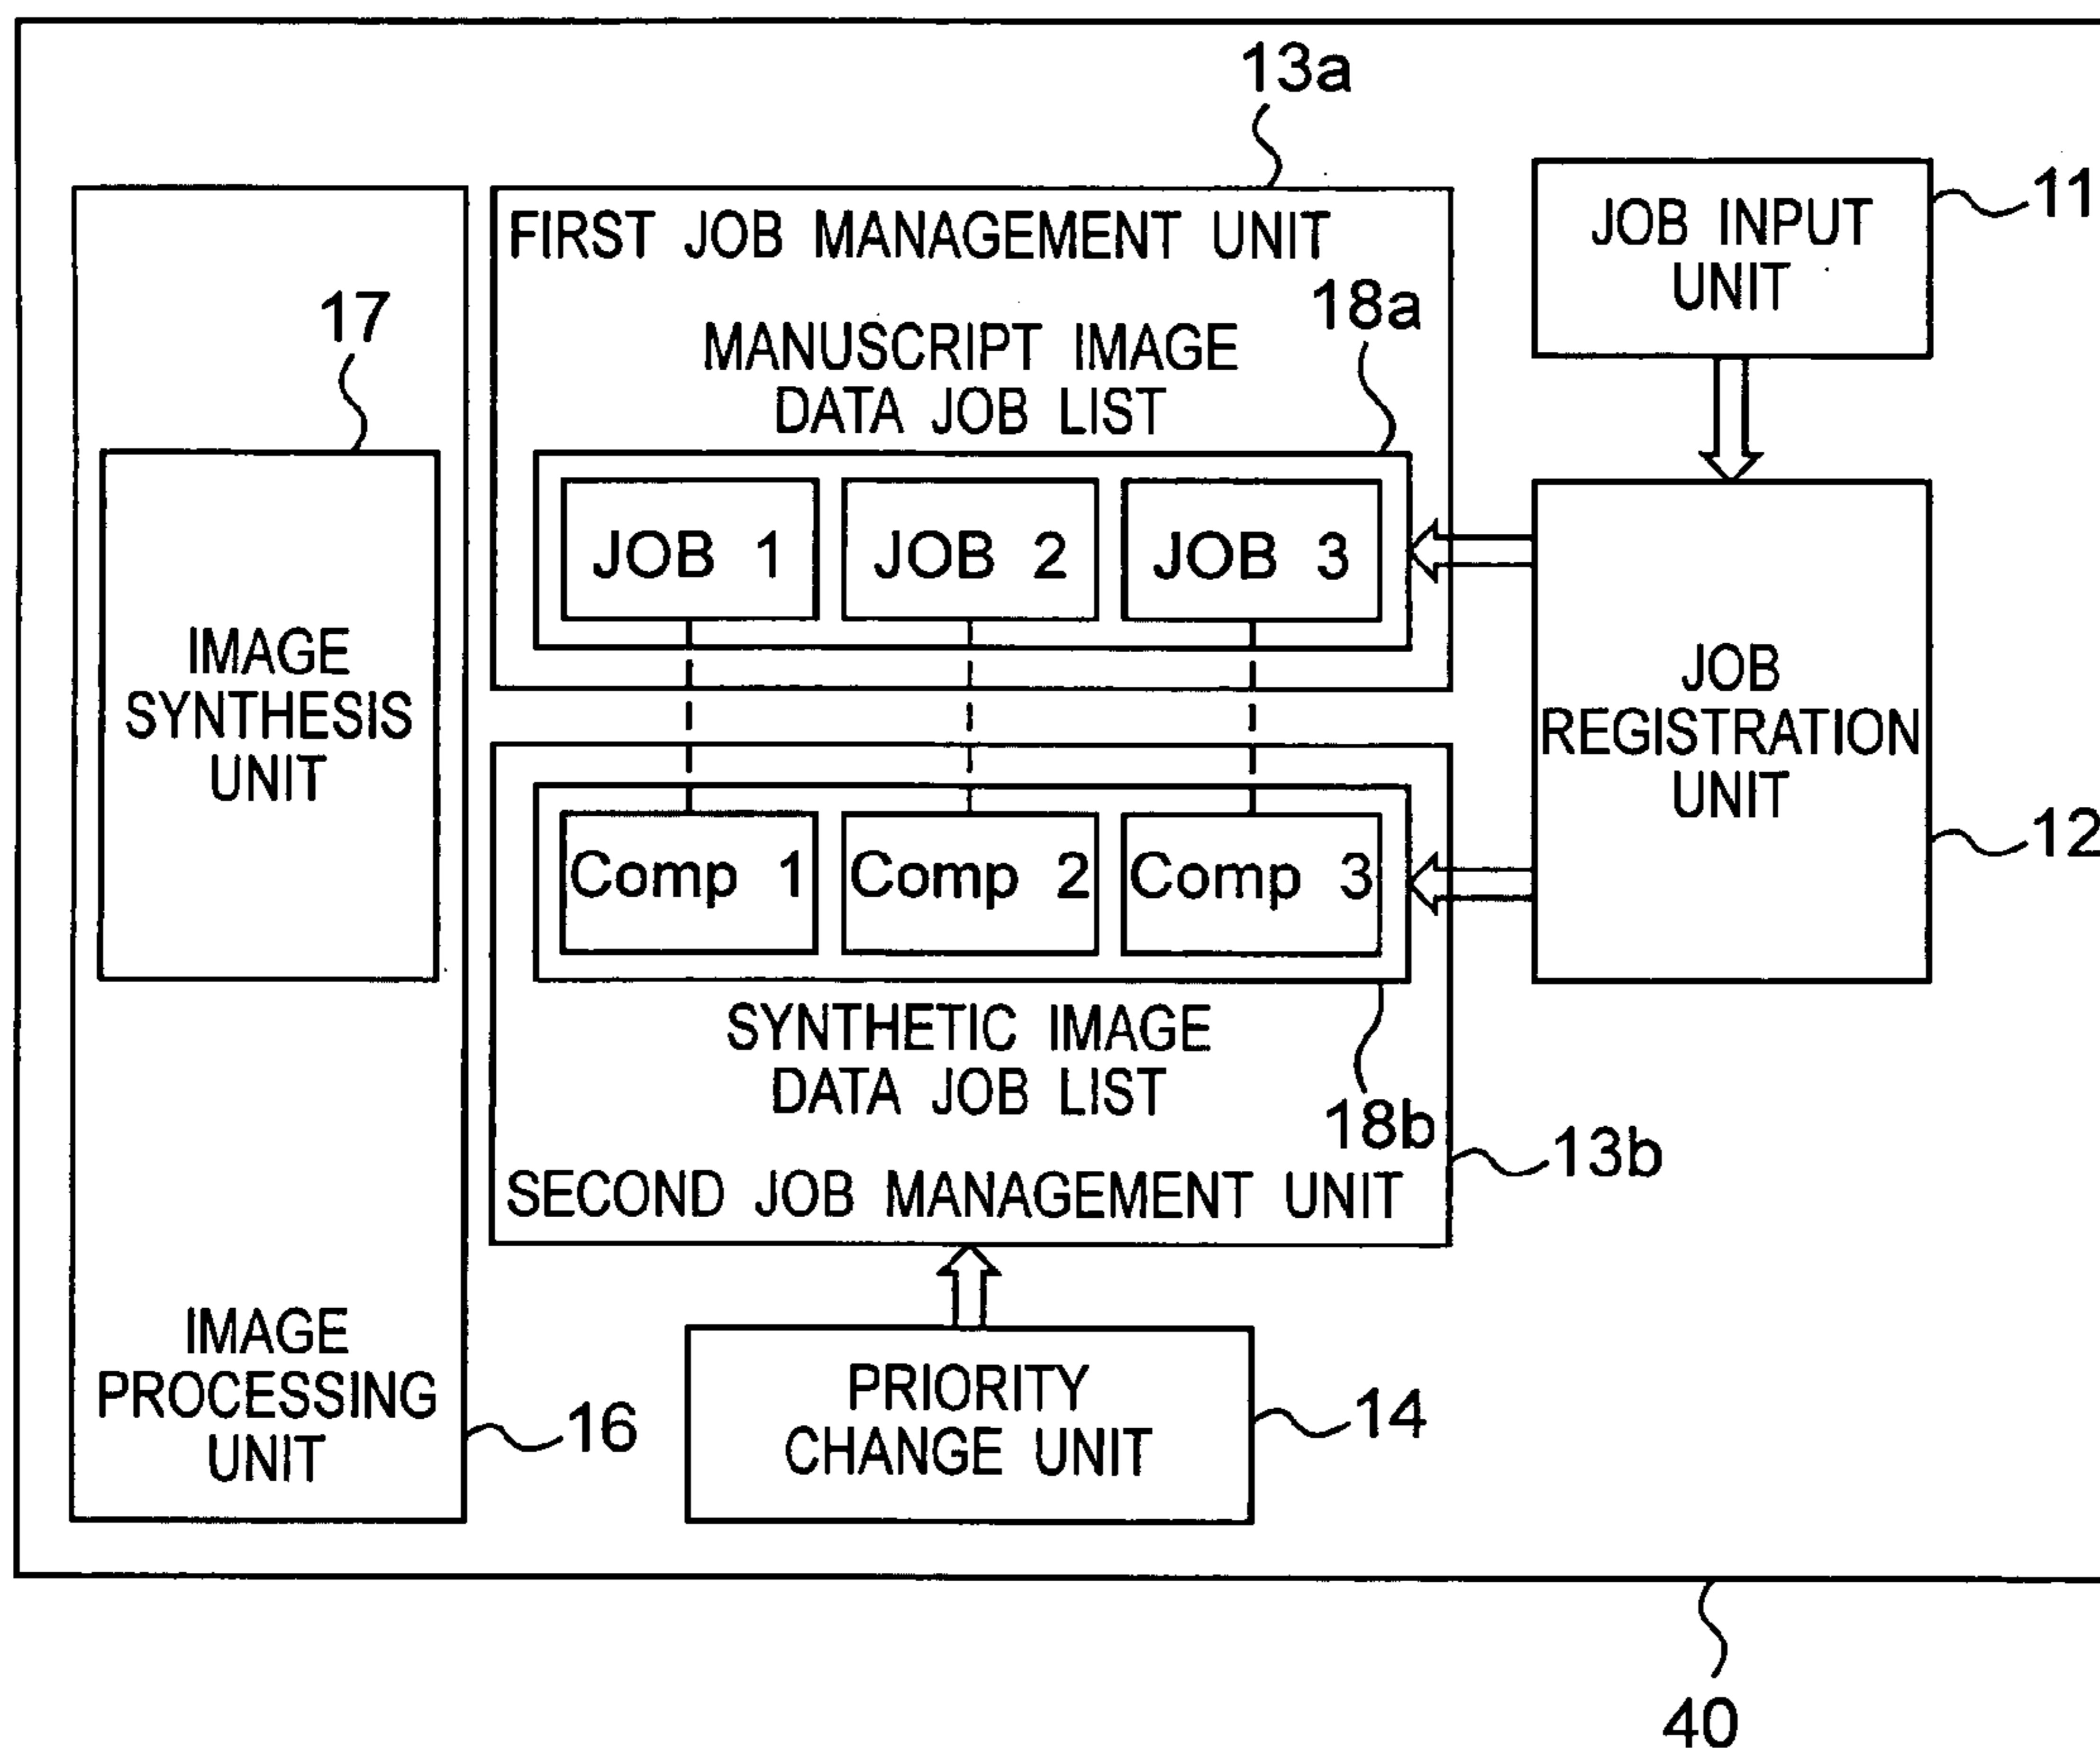 13a
FIRST JOB MANAGEMENT UNIT
MANUSCRIPT IMAGE
DATA JOB LIST
18a
JOB 1
JOB 2
JOB 3
JOB INPUT
UNIT
11
17
IMAGE
SYNTHESIS
UNIT
JOB
REGISTRATION
UNIT
12
Comp 1
Comp 2
Comp 3
SYNTHETIC IMAGE
DATA JOB LIST
18b
SECOND JOB MANAGEMENT UNIT
13b
IMAGE
PROCESSING
UNIT
16
PRIORITY
CHANGE UNIT
14
40